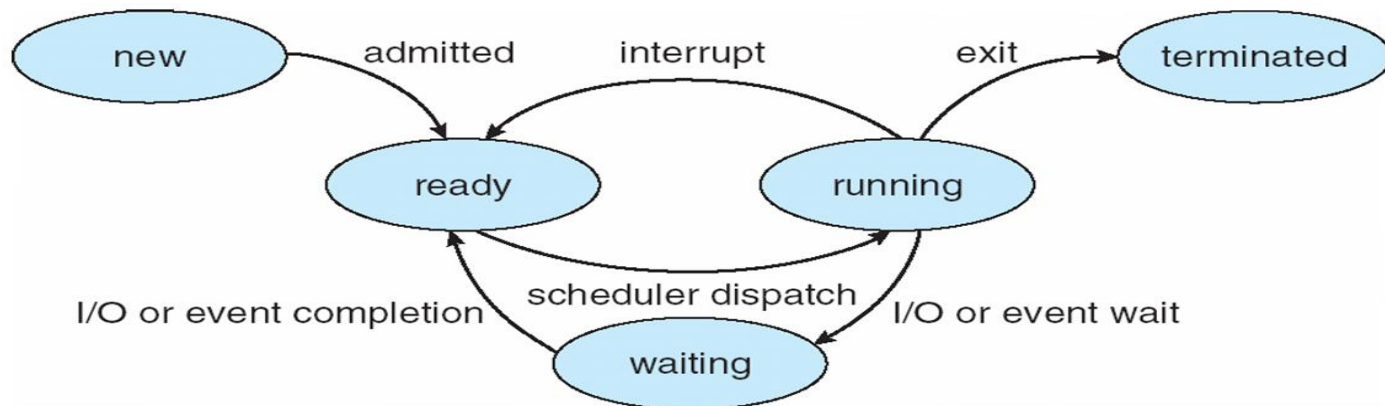 new
admitted
interrupt
exit
terminated
ready
running
I/O or event completion
scheduler dispatch
I/O or event wait
waiting